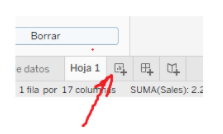 Borrar
e datos Hoja 1
1 fila por 17 columnas SUMA(Sales): 2.2